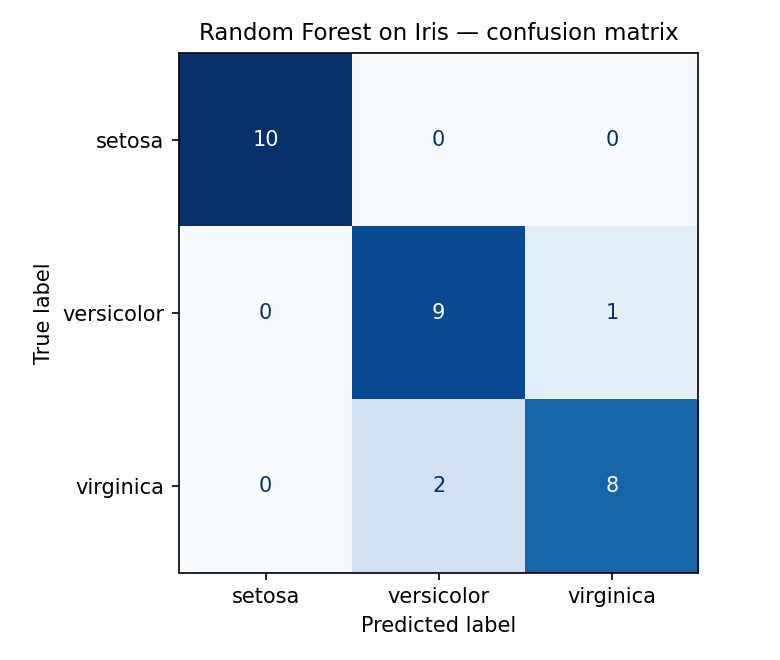 Random Forest on Iris — confusion matrix
True label
setosa
10 0 0
versicolor
0 9 1
virginica
0 2 8
setosa versicolor virginica
Predicted label